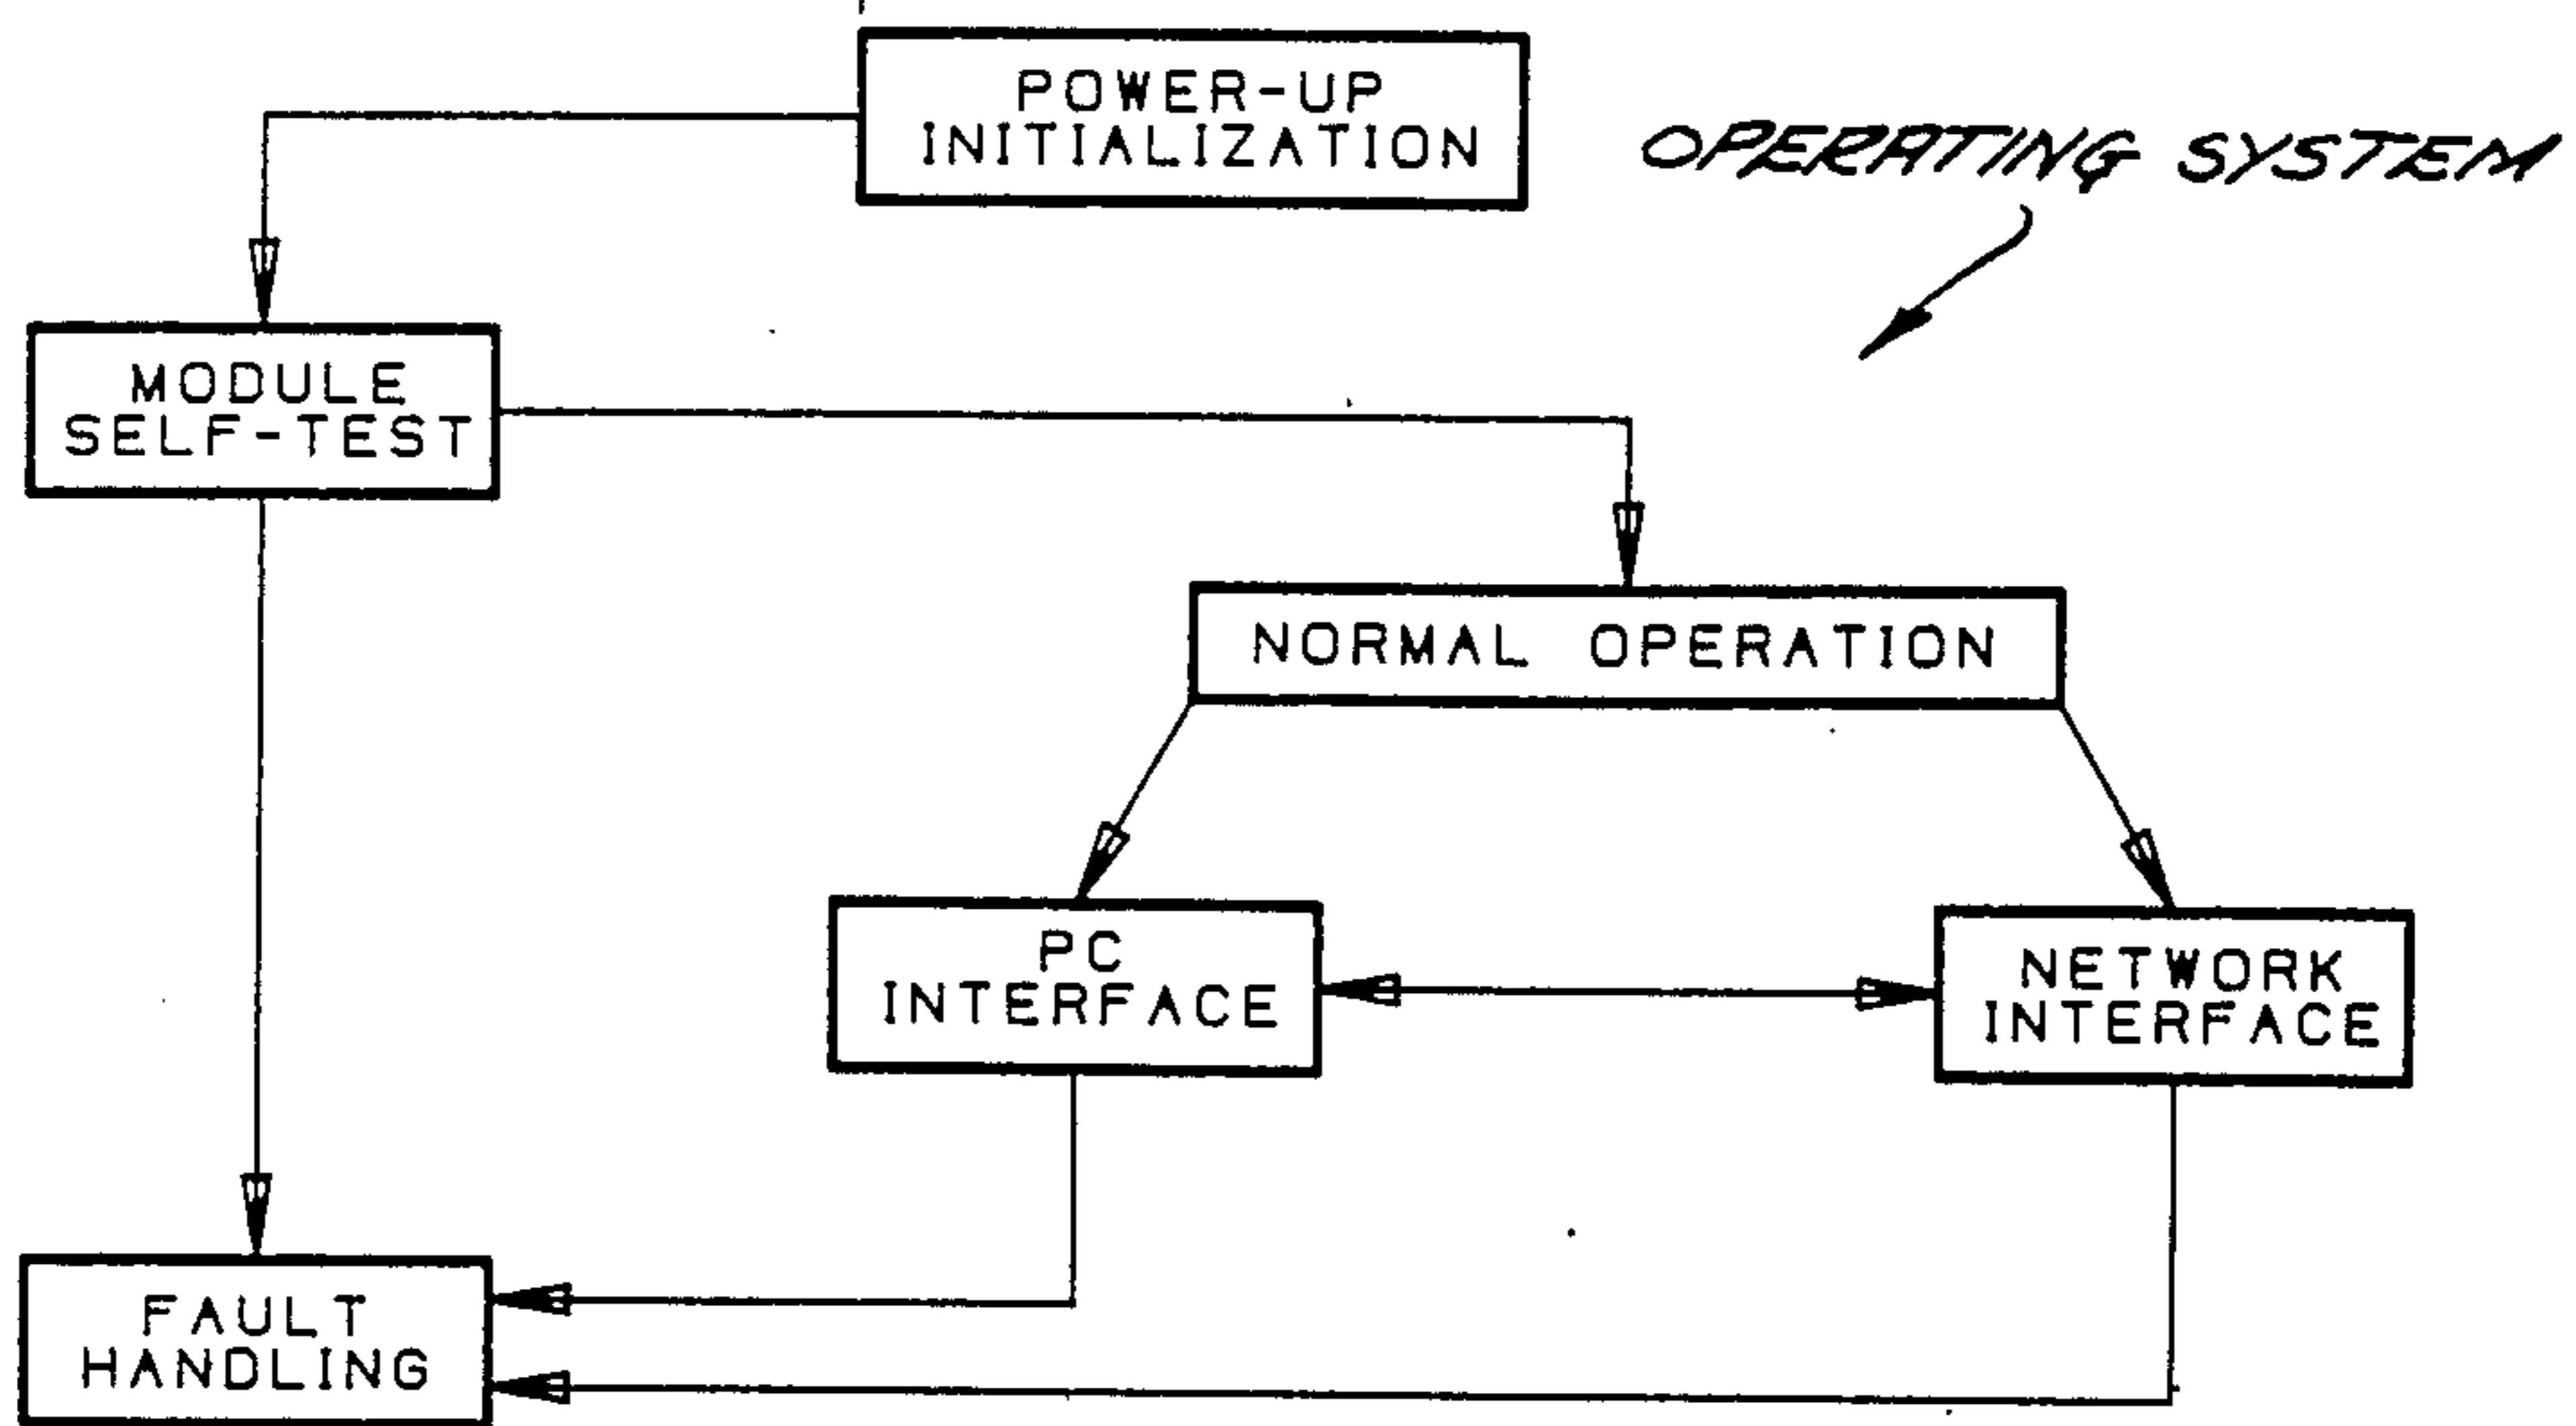 POWER-UP
INITIALIZATION
OPERATING SYSTEM
MODULE
SELF-TEST
NORMAL OPERATION
PC
INTERFACE
NETWORK
INTERFACE
FAULT
HANDLING